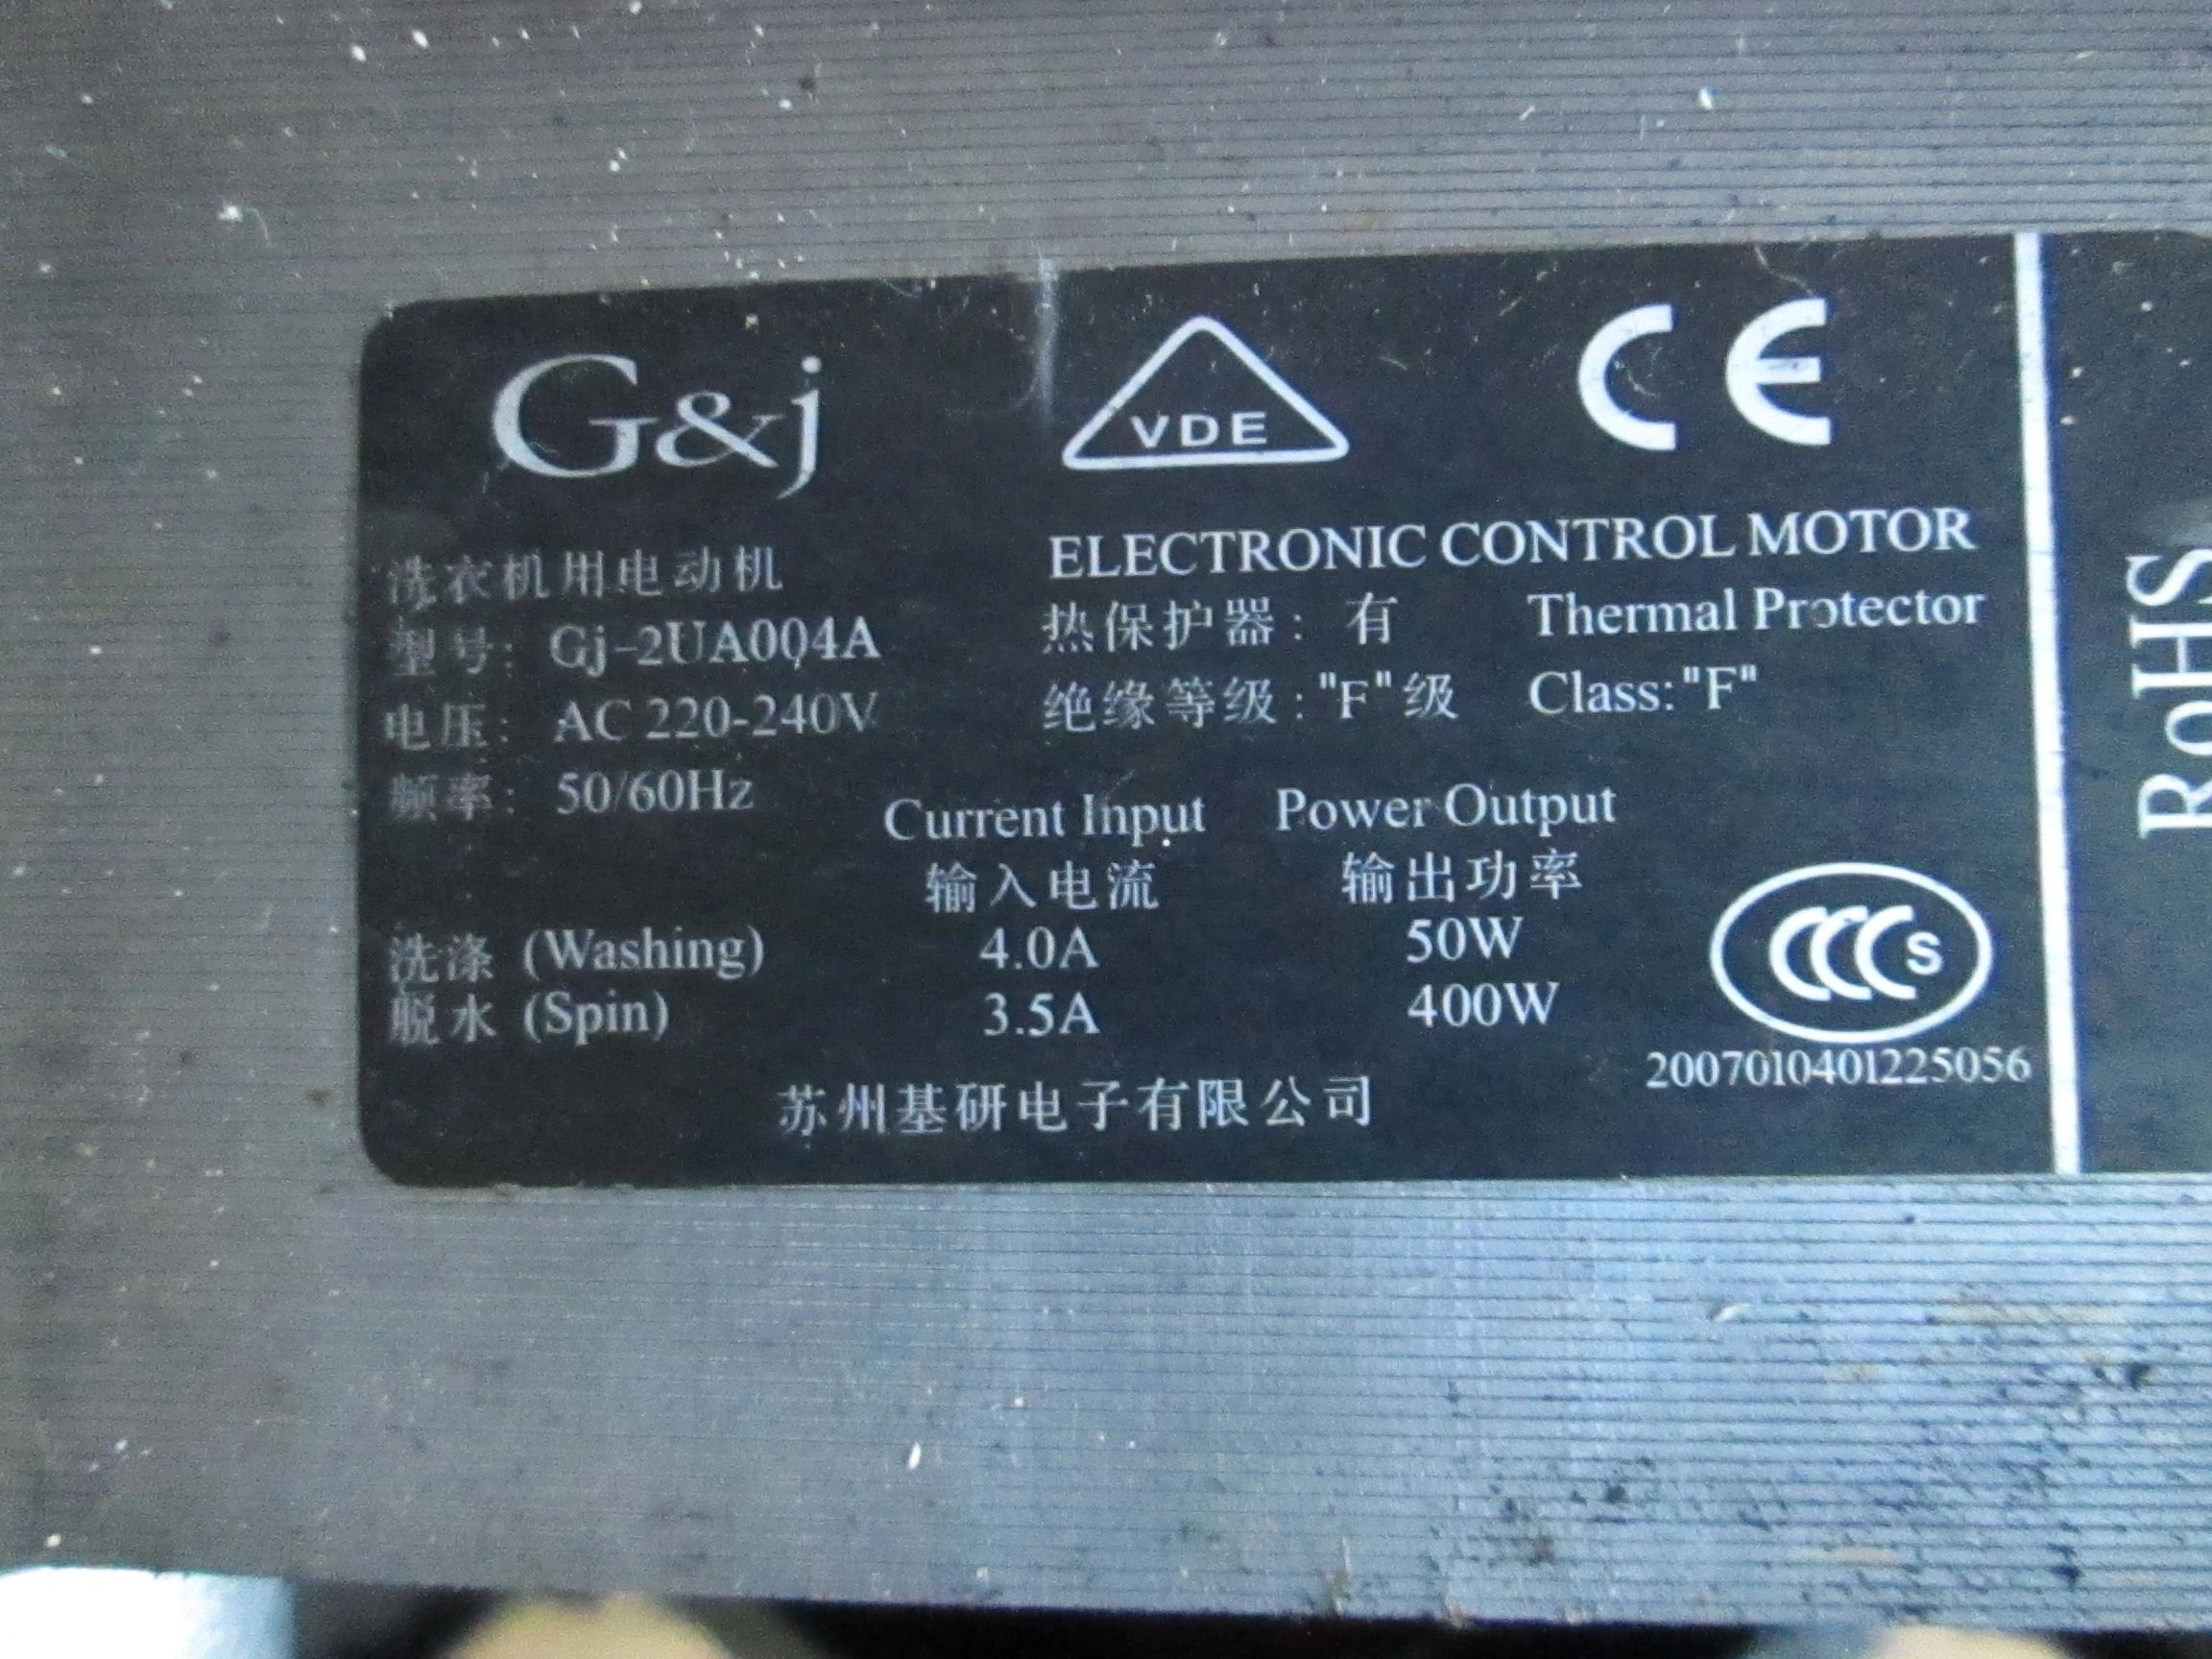 G&j
VDE
CE
洗衣机用电动机
ELECTRONIC CONTROL MOTOR
型号: Gj-2UA004A
热保护器: 有 Thermal Protector
电压: AC 220-240V
绝缘等级: "F" 级 Class: "F"
频率: 50/60Hz
Current Input Power Output
输入电流 输出功率
洗涤 (Washing) 4.0A 50W
脱水 (Spin) 3.5A 400W
CCC S
2007010401225056
苏州基研电子有限公司
RoHS